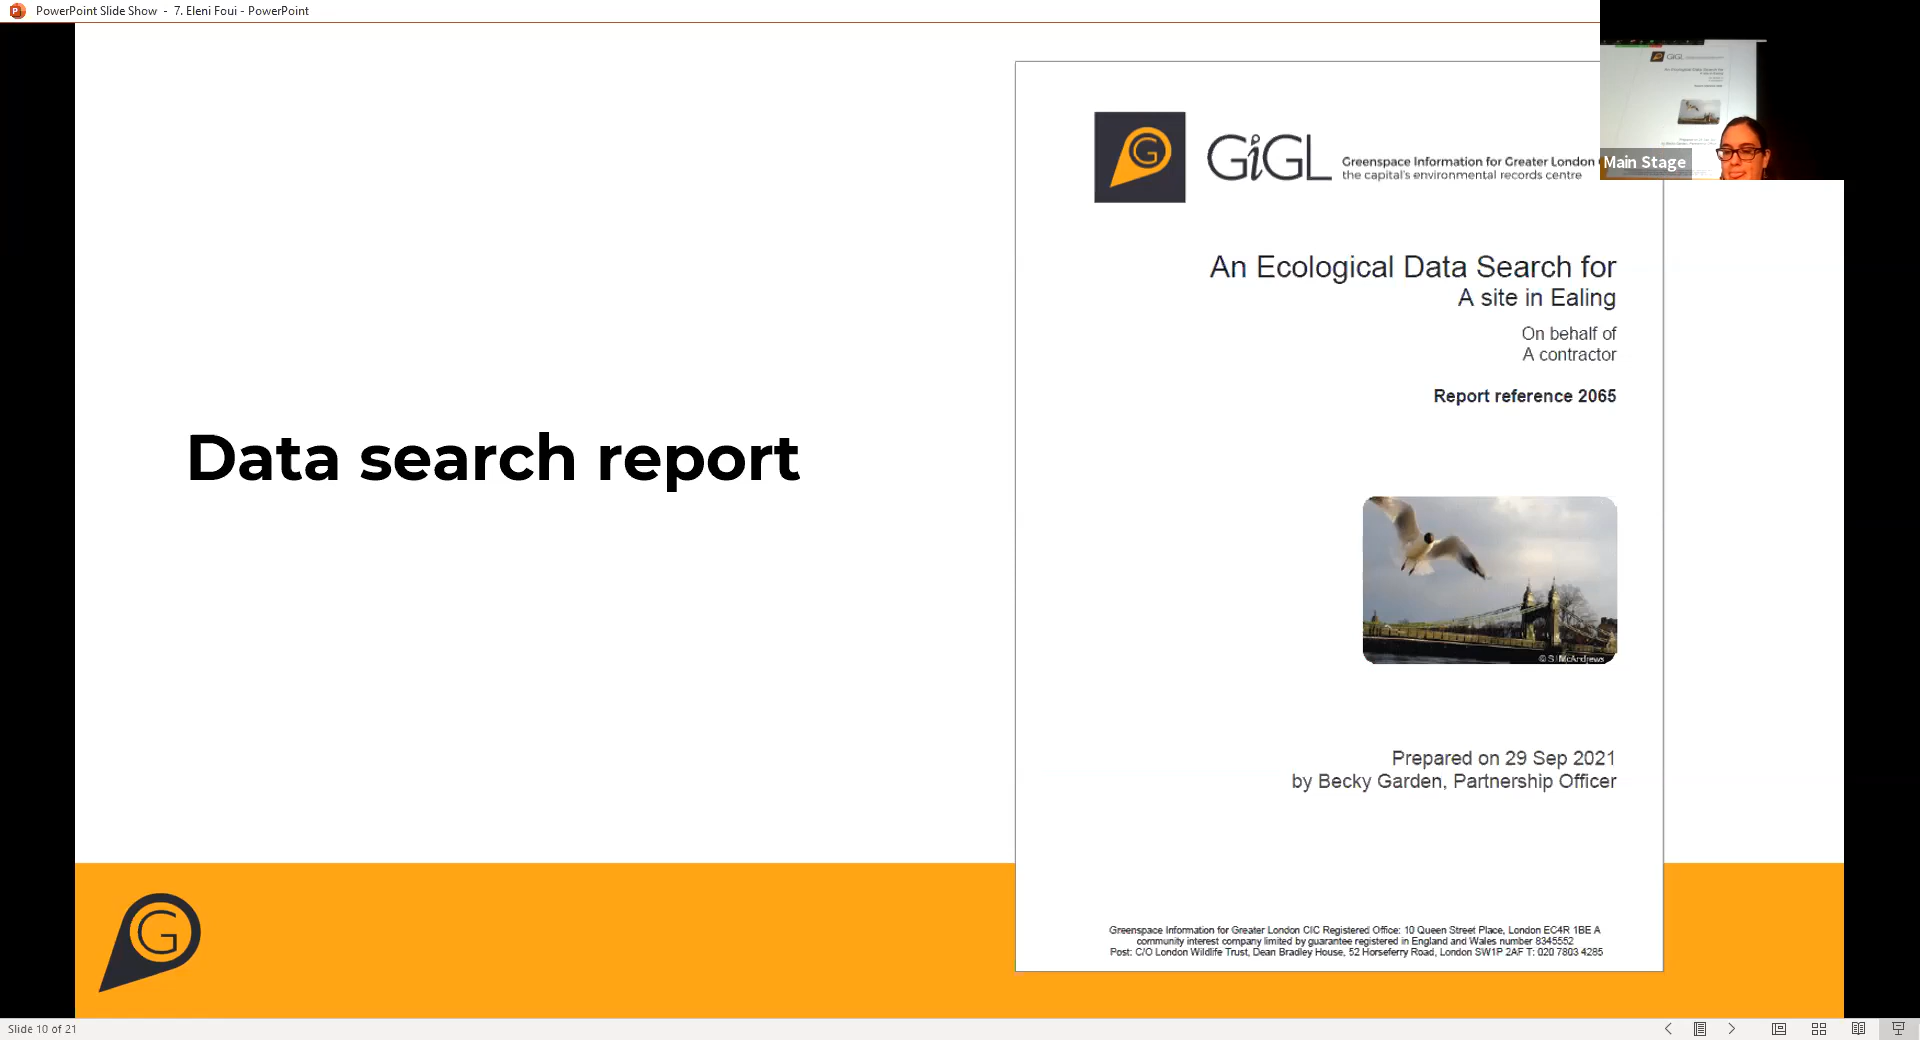 PowerPoint Slide Show - 7. Eleni Foui - PowerPoint
GiGL
Greenspace Information for Greater London
the capital's environmental records centre
Main Stage
An Ecological Data Search for
A site in Ealing
On behalf of
A contractor
Report reference 2065
Data search report
© S McAndrews
Prepared on 29 Sep 2021
by Becky Garden, Partnership Officer
Greenspace Information for Greater London CIC Registered Office: 10 Queen Street Place, London EC4R 1BE A
community interest company limited by guarantee registered in England and Wales number 8345552
Post: C/O London Wildlife Trust, Dean Bradley House, 52 Horseferry Road, London SW1P 2AF T: 020 7803 4285
Slide 10 of 21